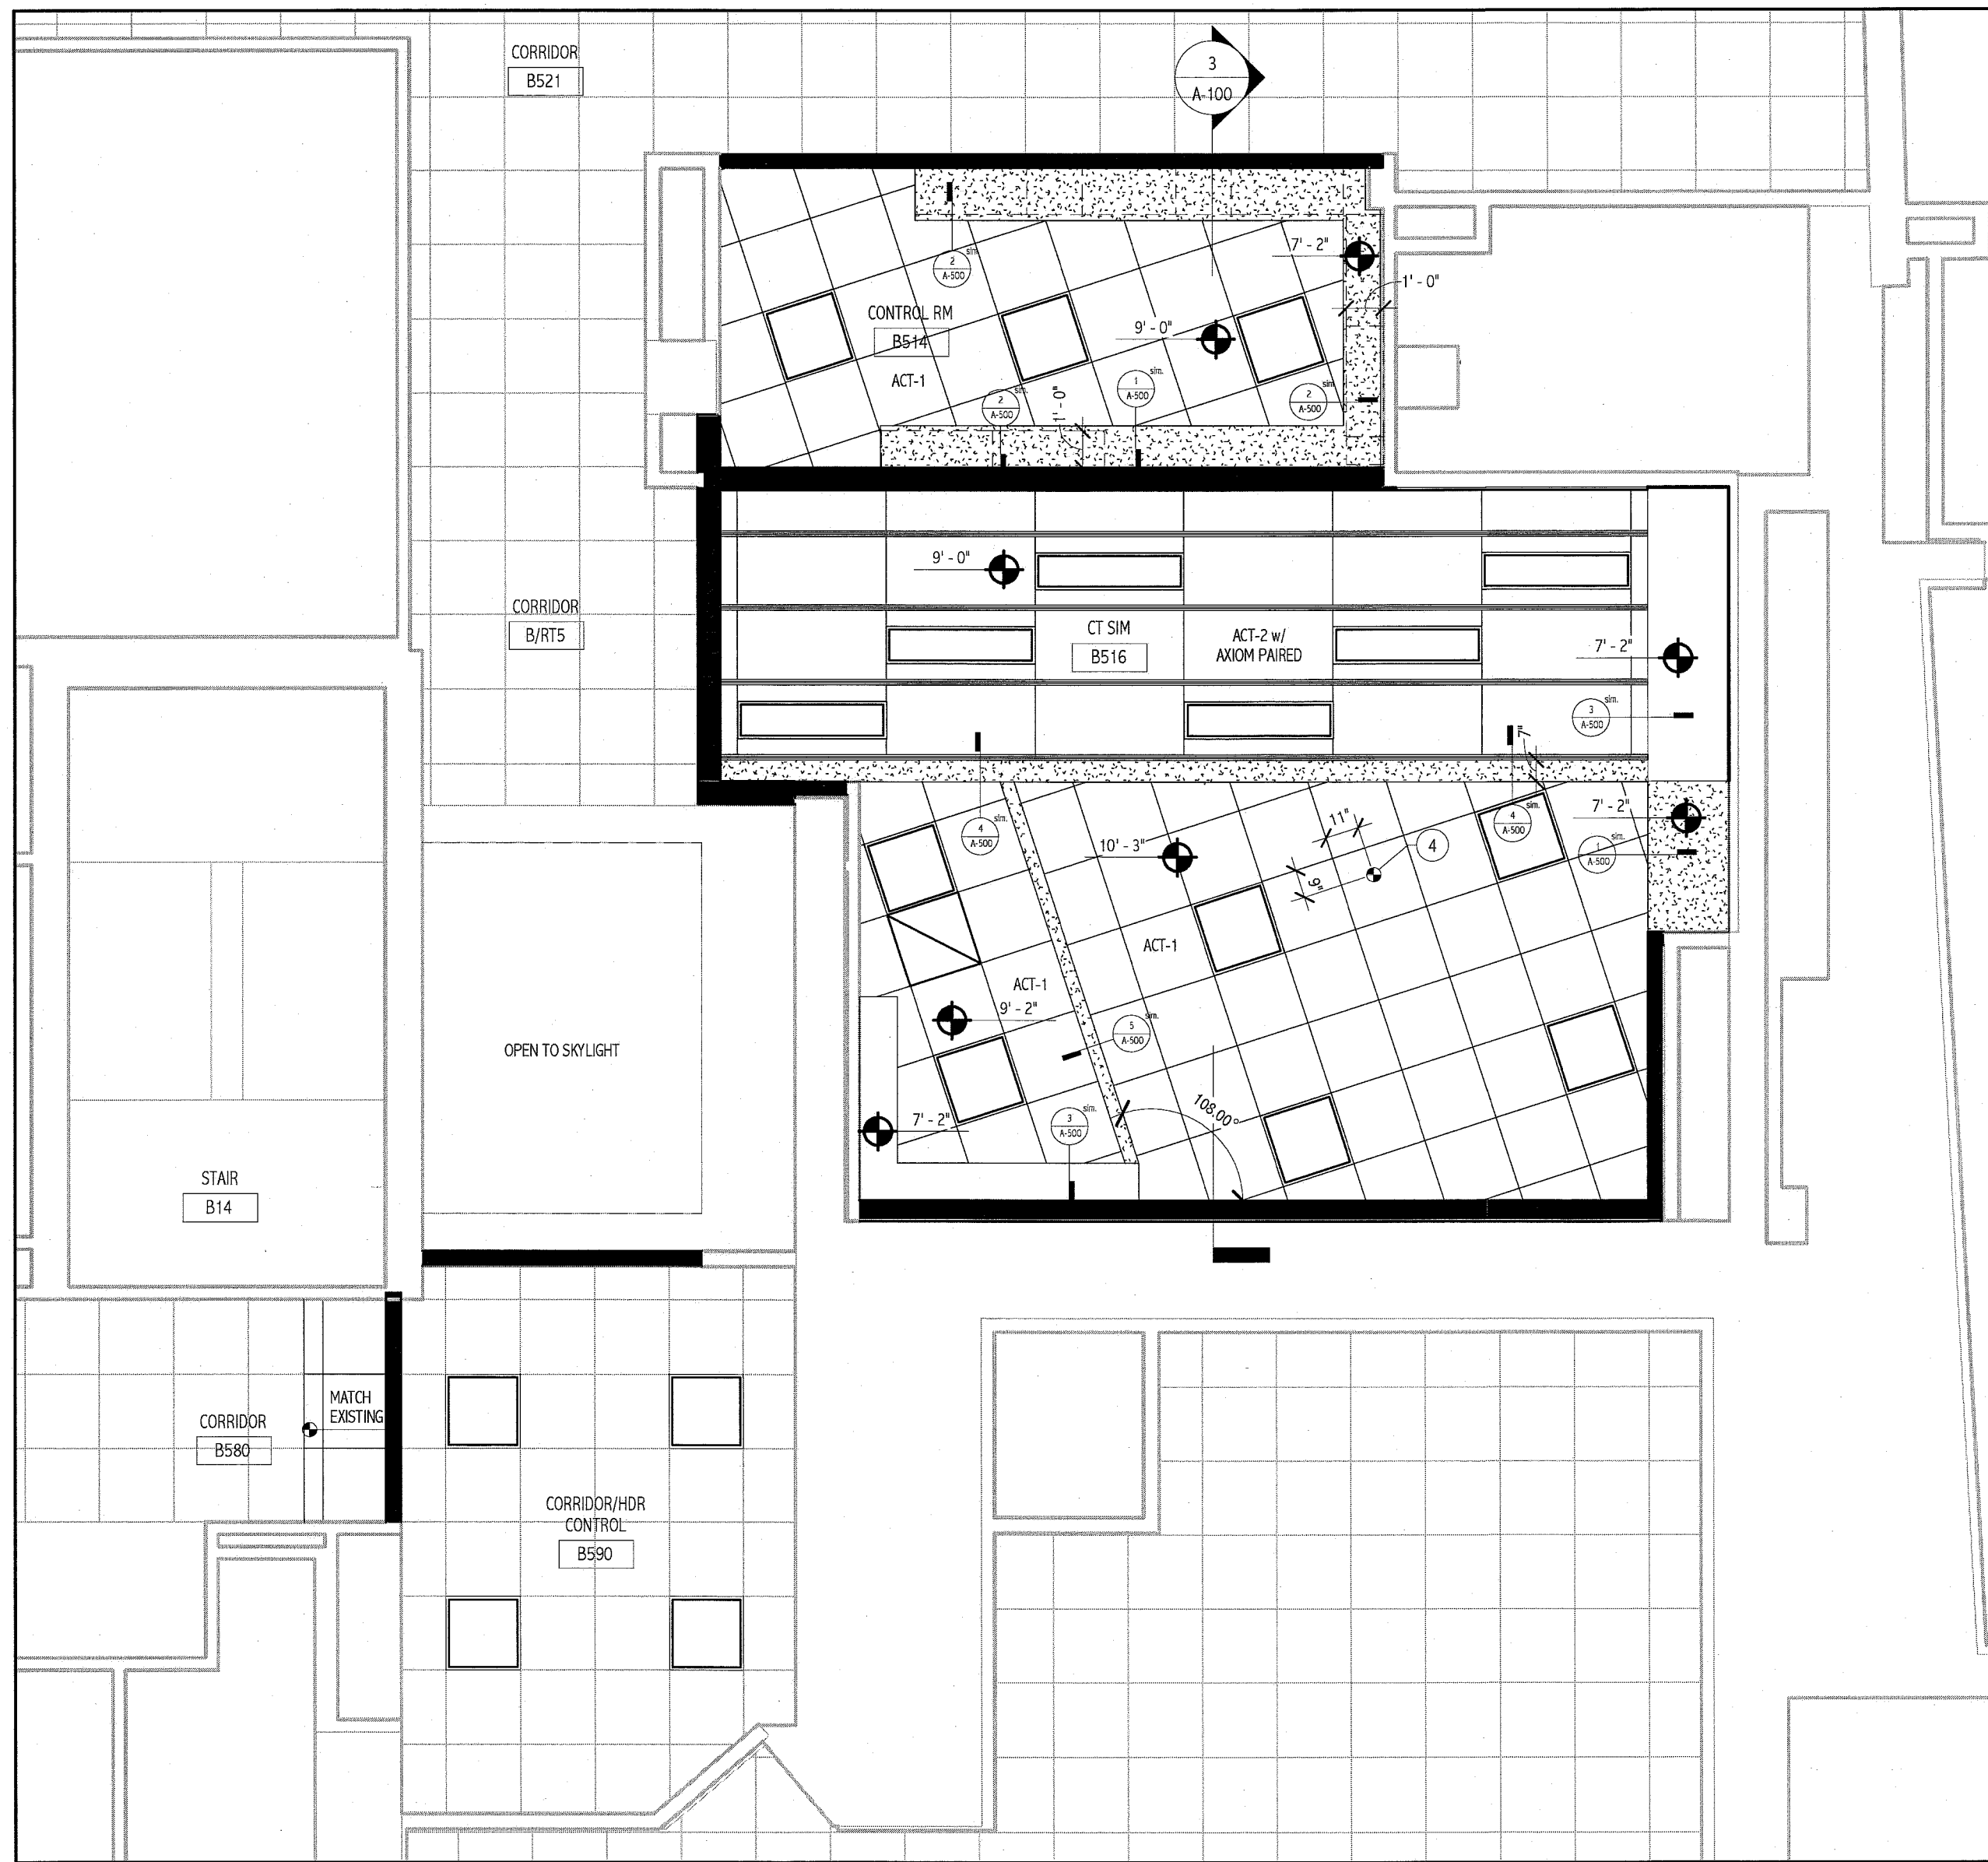 CORRIDOR
B521
3
A-100
7' - 2"
sim.
2
A-500
1' - 0"
CONTROL RM
B514
9' - 0"
ACT-1
sim.
1
A-500
sim.
2
A-500
sim.
2
A-500
1' - 0"
9' - 0"
CORRIDOR
B/RT5
CT SIM
B516
ACT-2 w/
AXIOM PAIRED
7' - 2"
sim.
3
A-500
7"
sim.
4
A-500
sim.
4
A-500
7' - 2"
sim.
1
A-500
11"
10' - 3"
4
9"
ACT-1
ACT-1
9' - 2"
sim.
5
A-500
OPEN TO SKYLIGHT
7' - 2"
sim.
3
A-500
108.00°
STAIR
B14
MATCH
EXISTING
CORRIDOR
B580
CORRIDOR/HDR
CONTROL
B590